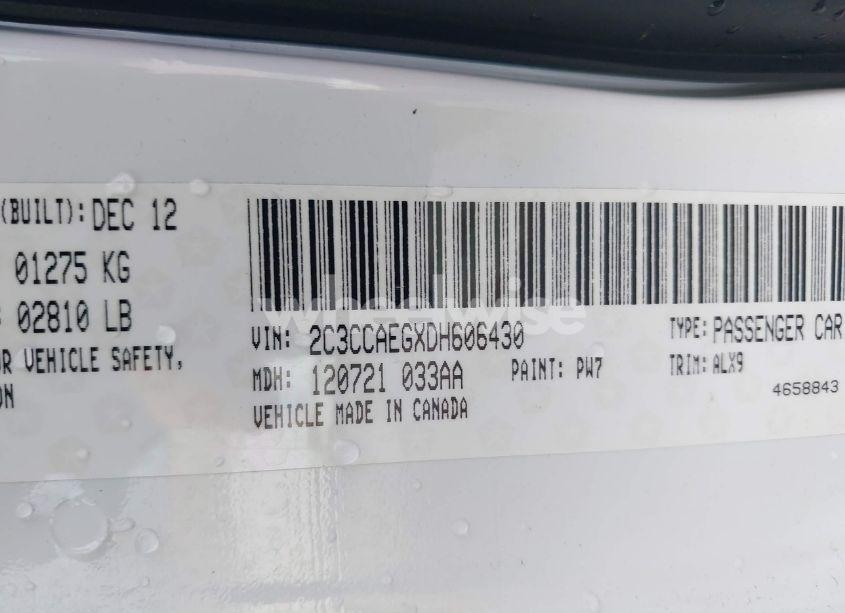 (BUILT): DEC 12
01275 KG
02810 LB
VEHICLE SAFETY,
ON
wheelwise
VIN: 2C3CCAEGXDH606430
TYPE: PASSENGER CAR
MDH: 120721 033AA
PAINT: PW7
TRIM: ALX9
VEHICLE MADE IN CANADA
4658843